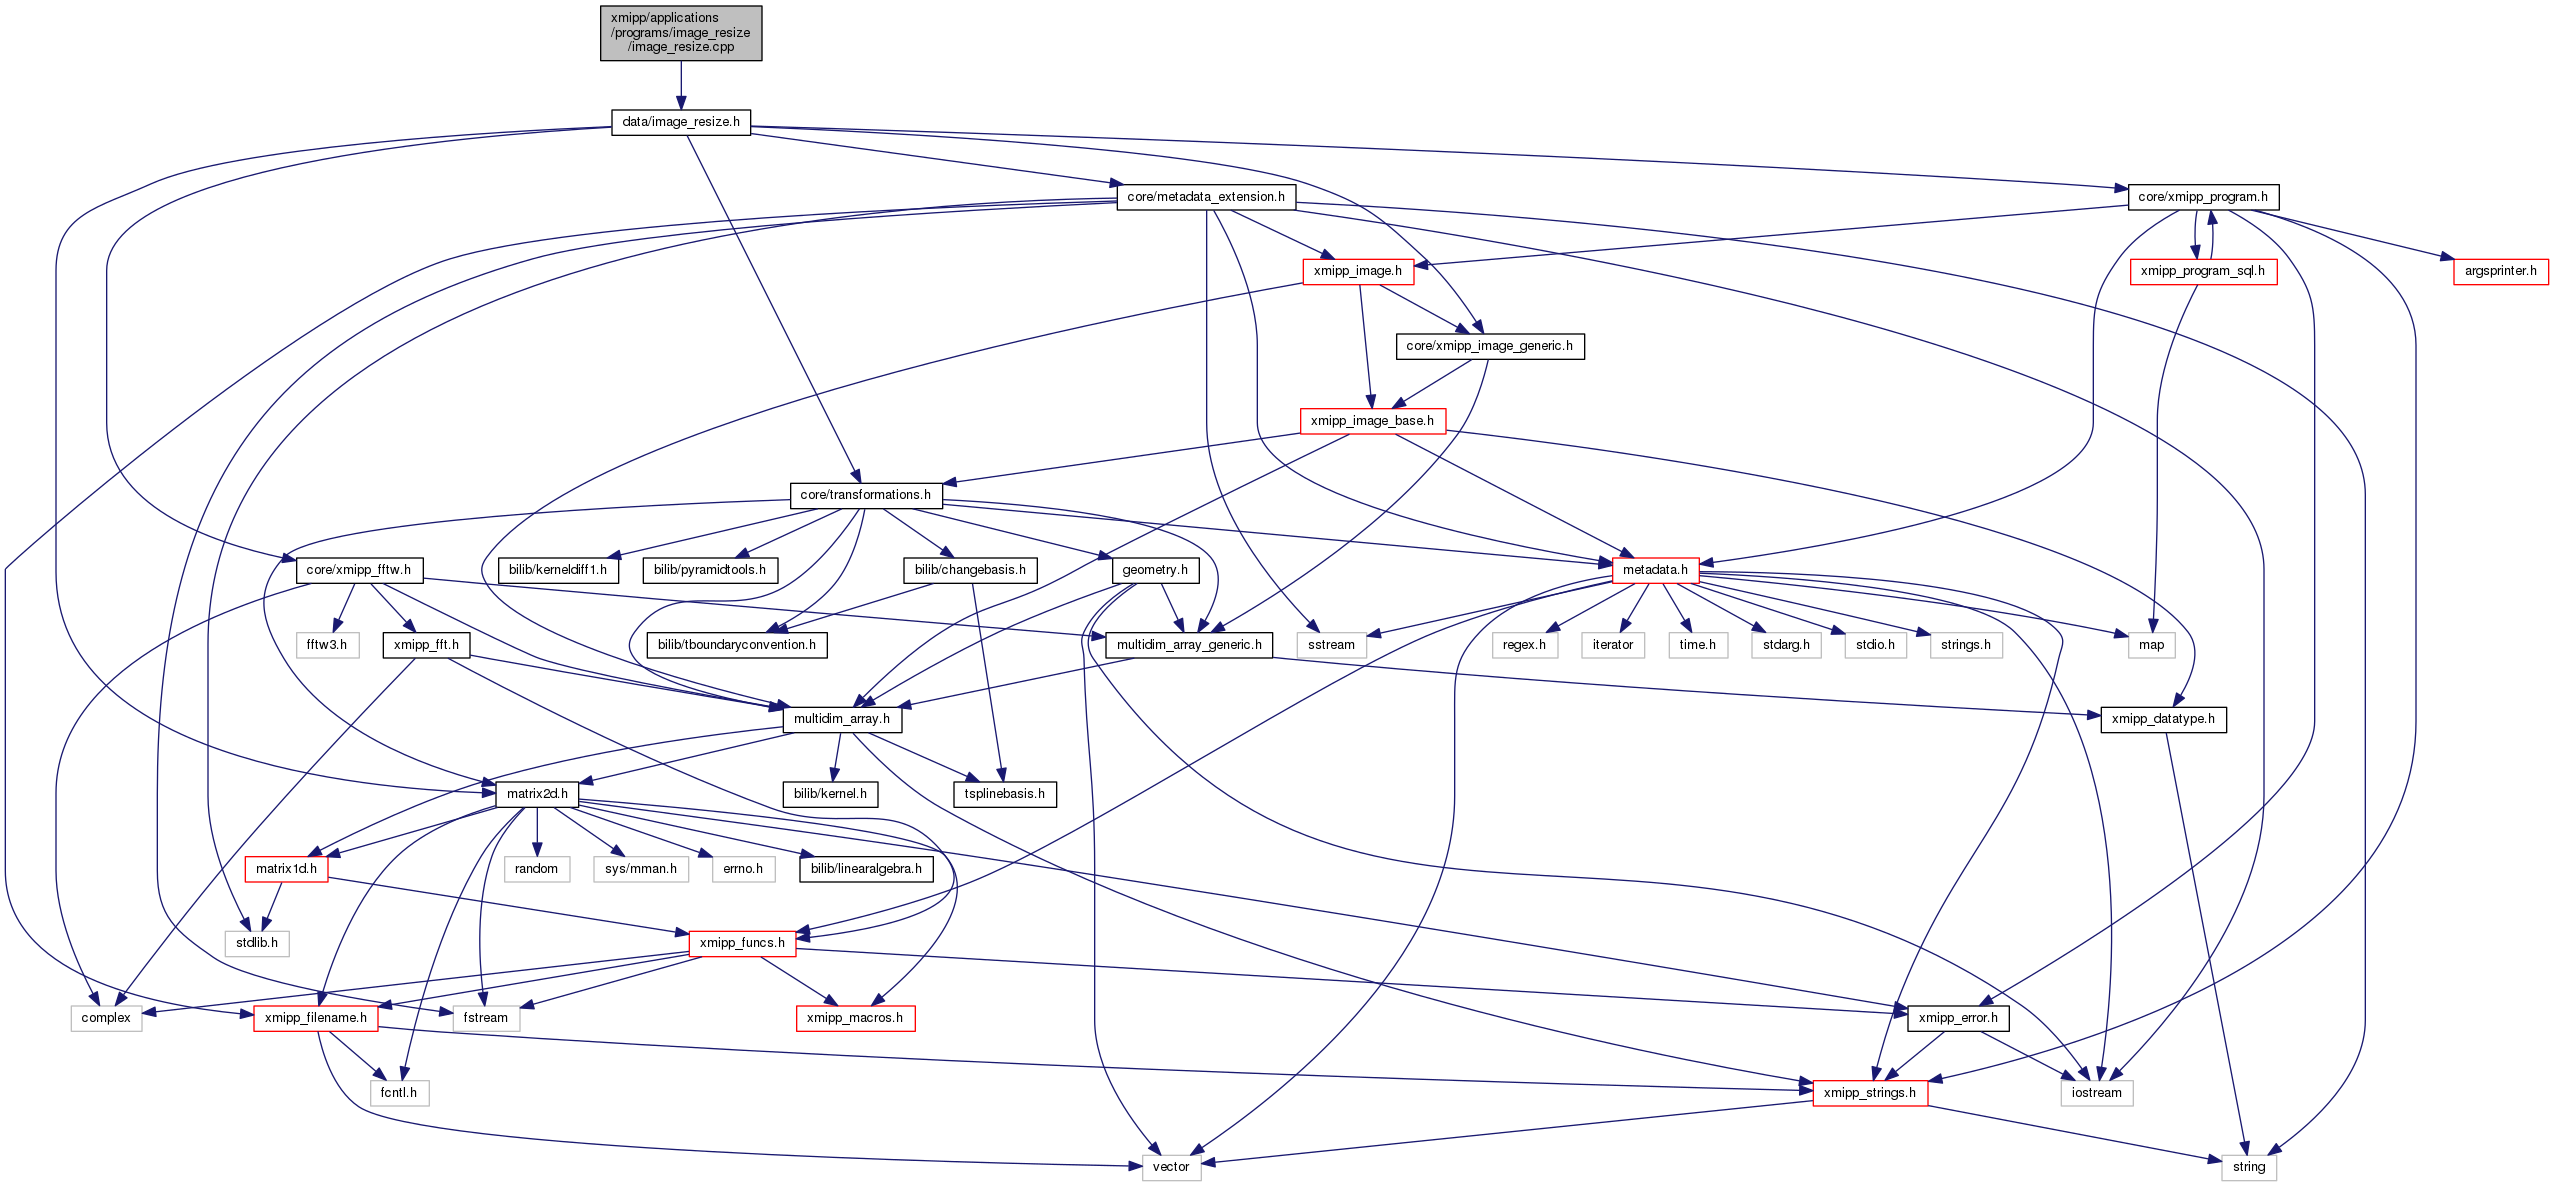 xmipp/applications
/programs/image_resize
/image_resize.cpp
data/image_resize.h
core/metadata_extension.h
core/xmipp_program.h
xmipp_image.h
xmipp_program_sql.h
argsprinter.h
core/xmipp_image_generic.h
xmipp_image_base.h
core/transformations.h
core/xmipp_fftw.h
bilib/kerneldiff1.h
bilib/pyramidtools.h
bilib/changebasis.h
geometry.h
metadata.h
fftw3.h
xmipp_fft.h
bilib/tboundaryconvention.h
multidim_array_generic.h
sstream
regex.h
iterator
time.h
stdarg.h
stdio.h
strings.h
map
multidim_array.h
xmipp_datatype.h
matrix2d.h
bilib/kernel.h
tsplinebasis.h
matrix1d.h
random
sys/mman.h
errno.h
bilib/linearalgebra.h
stdlib.h
xmipp_funcs.h
complex
xmipp_filename.h
fstream
xmipp_macros.h
xmipp_error.h
fcntl.h
xmipp_strings.h
iostream
vector
string